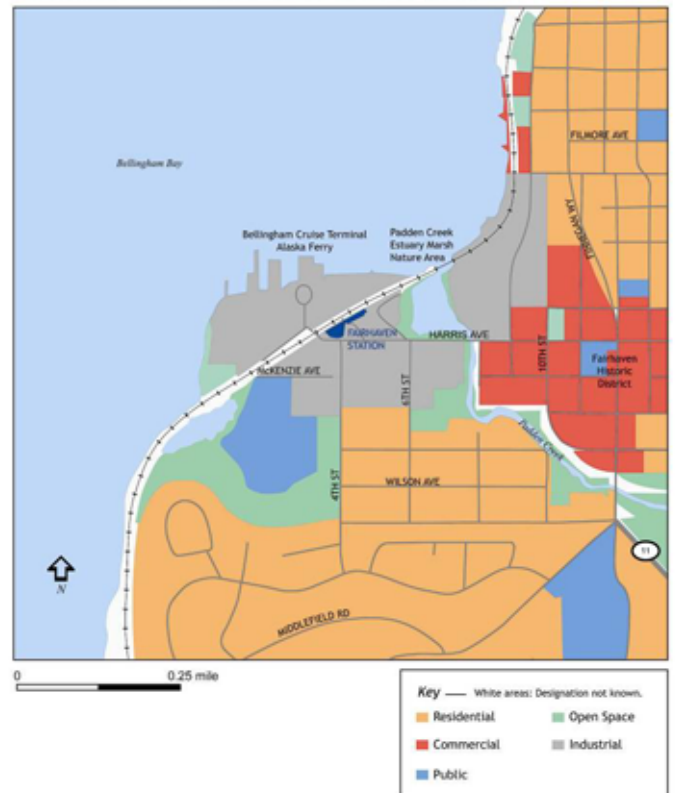 FILMORE AVE
Bellingham Bay
FINNEGAN WY
Bellingham Cruise Terminal
Alaska Ferry
Padden Creek
Estuary Marsh
Nature Area
FAIRHAVEN
STATION
HARRIS AVE
10TH ST
Fairhaven
Historic
District
McKENZIE AVE
6TH ST
Padden Creek
4TH ST
WILSON AVE
11
N
MIDDLEFIELD RD
0 0.25 mile
Key White areas: Designation not known.
Residential Open Space
Commercial Industrial
Public